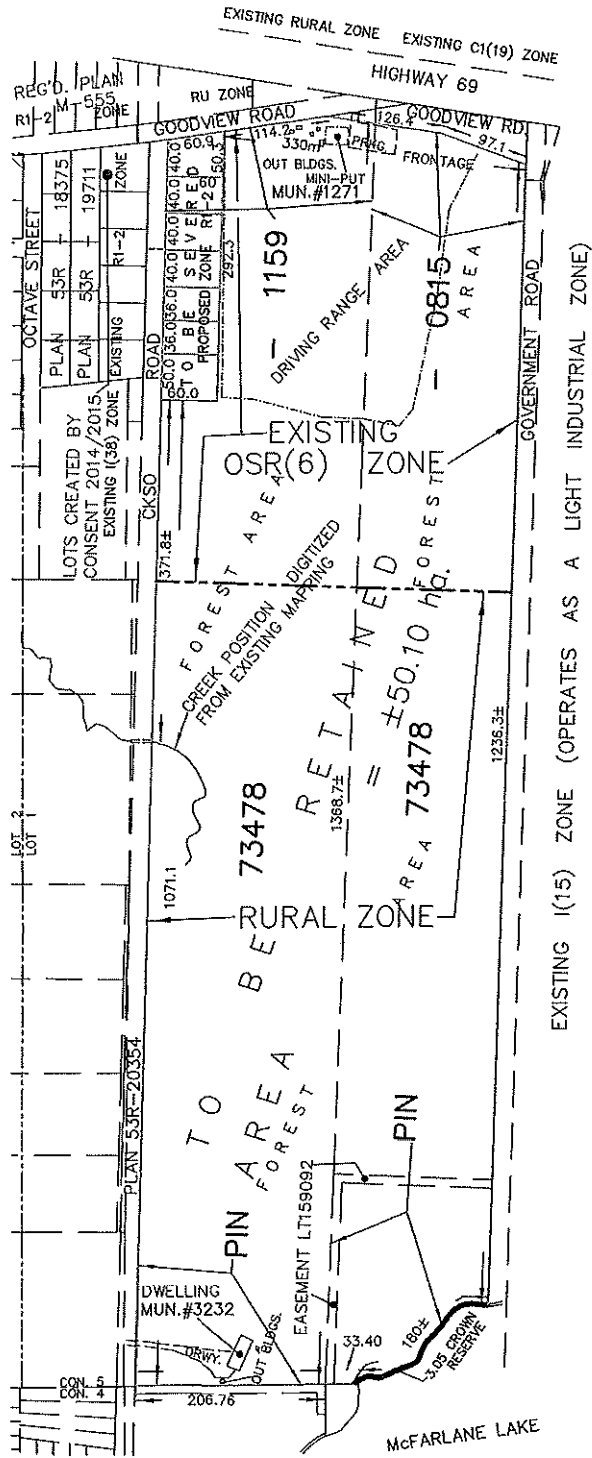 EXISTING RURAL ZONE EXISTING C1(19) ZONE
HIGHWAY 69
REG'D. PLAN
M-555
R1-2 ZONE
RU ZONE
GOODVIEW ROAD
GOODVIEW RD.
126.4
97.1
114.2
60.9
50.3
330m²
OUT BLDGS.
MINI-PUT
MUN.#1271
PRKG.
FRONTAGE
OCTAVE STREET
PLAN 53R - 18375
PLAN 53R - 19711
EXISTING R1-2 ZONE
ROAD
CKSO
50.0 36.0 36.0 40.0 40.0 40.0 40.0
TO BE SEVERED
PROPOSED ZONE R1-2
60
60.0
292.3
1159
DRIVING RANGE AREA
0815
AREA
GOVERNMENT ROAD
LOTS CREATED BY
CONSENT 2014/2015.
EXISTING I(38) ZONE
371.8±
EXISTING
OSR(6) ZONE
FOREST AREA
FOREST
CREEK POSITION DIGITIZED
FROM EXISTING MAPPING
LOT 2
LOT 1
73478
73478
AREA TO BE RETAINED
AREA = ±50.10 ha.
1368.7±
1236.3±
1071.1
RURAL ZONE
EXISTING I(15) ZONE (OPERATES AS A LIGHT INDUSTRIAL ZONE)
PLAN 53R-20354
FOREST
PIN
PIN
EASEMENT LT159092
DWELLING
MUN.#3232
DRWY.
OUT BLDGS.
33.40
180±
3.05 CROWN
RESERVE
CON. 5
CON. 4
206.76
McFARLANE LAKE